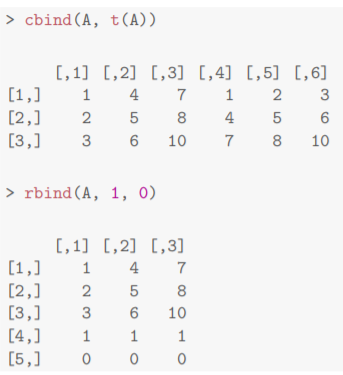 > cbind(A, t(A))
[,1] [,2] [,3] [,4] [,5] [,6]
[1,] 1 4 7 1 2 3
[2,] 2 5 8 4 5 6
[3,] 3 6 10 7 8 10
> rbind(A, 1, 0)
[,1] [,2] [,3]
[1,] 1 4 7
[2,] 2 5 8
[3,] 3 6 10
[4,] 1 1 1
[5,] 0 0 0